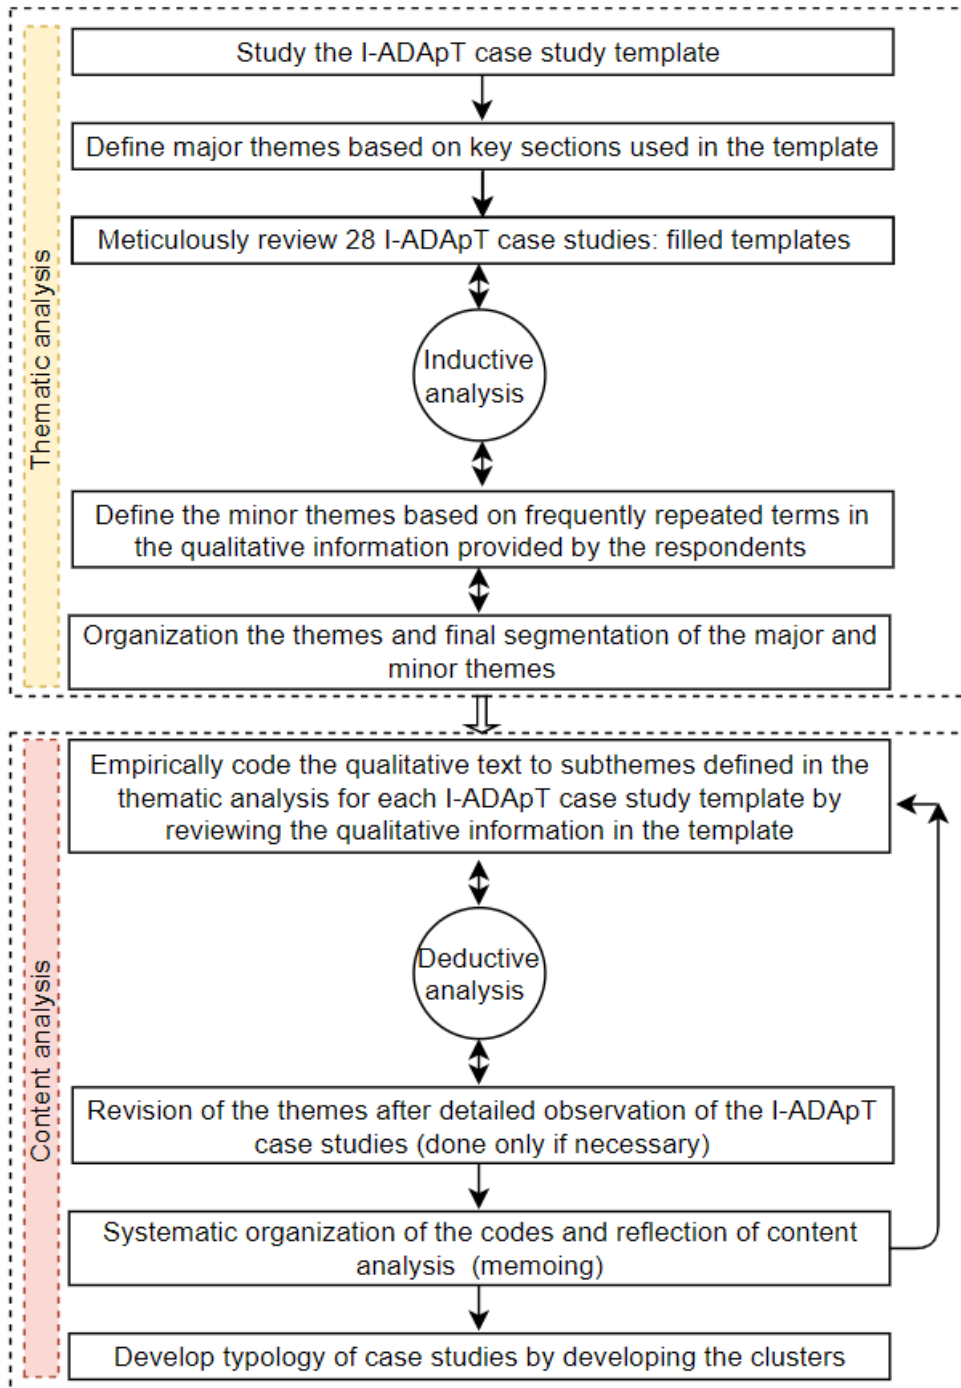 Thematic analysis
Study the I-ADApT case study template
Define major themes based on key sections used in the template
Meticulously review 28 I-ADApT case studies: filled templates
Inductive
analysis
Define the minor themes based on frequently repeated terms in
the qualitative information provided by the respondents
Organization the themes and final segmentation of the major and
minor themes
Content analysis
Empirically code the qualitative text to subthemes defined in the
thematic analysis for each I-ADApT case study template by
reviewing the qualitative information in the template
Deductive
analysis
Revision of the themes after detailed observation of the I-ADApT
case studies (done only if necessary)
Systematic organization of the codes and reflection of content
analysis (memoing)
Develop typology of case studies by developing the clusters